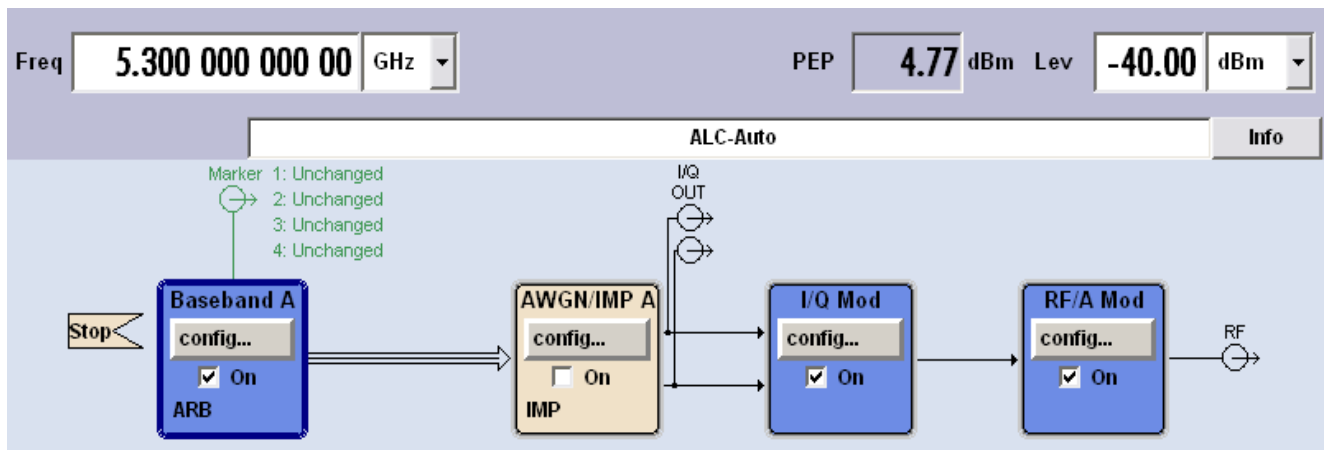 Freq 5.300 000 000 00 GHz PEP 4.77 dBm Lev -40.00 dBm
ALC-Auto Info
Marker 1: Unchanged
2: Unchanged
3: Unchanged
4: Unchanged
I/Q
OUT
Baseband A AWGN/IMP A I/Q Mod RF/A Mod
Stop config... config... config... config... RF
On On On On
ARB IMP